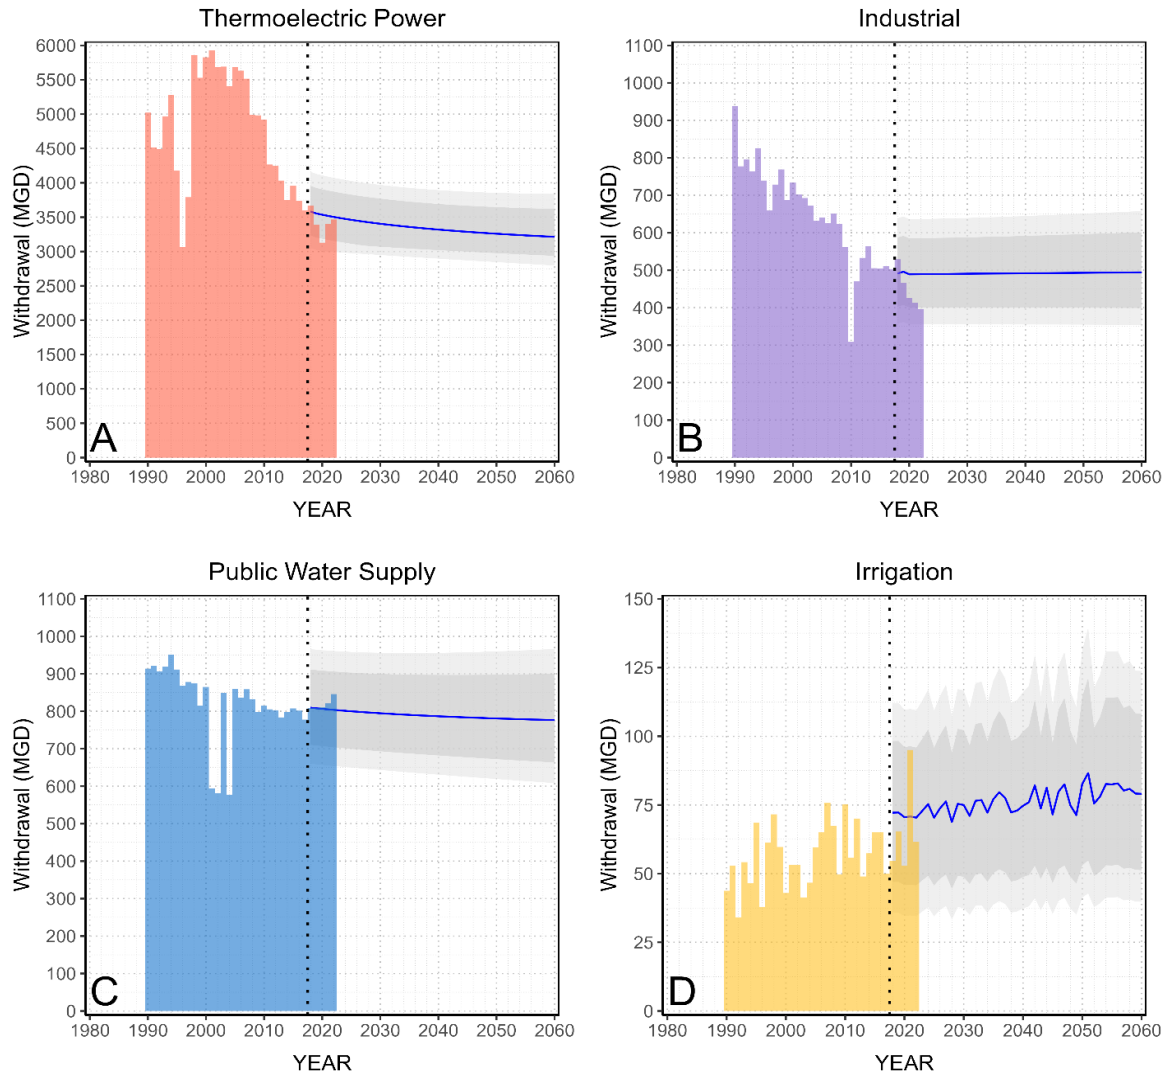 Thermoelectric Power
Withdrawal (MGD)
6000
5500
5000
4500
4000
3500
3000
2500
2000
1500
1000
500
0
A
1980 1990 2000 2010 2020 2030 2040 2050 2060
YEAR
Industrial
Withdrawal (MGD)
1100
1000
900
800
700
600
500
400
300
200
100
0
B
1980 1990 2000 2010 2020 2030 2040 2050 2060
YEAR
Public Water Supply
Withdrawal (MGD)
1100
1000
900
800
700
600
500
400
300
200
100
0
C
1980 1990 2000 2010 2020 2030 2040 2050 2060
YEAR
Irrigation
Withdrawal (MGD)
150
125
100
75
50
25
0
D
1980 1990 2000 2010 2020 2030 2040 2050 2060
YEAR